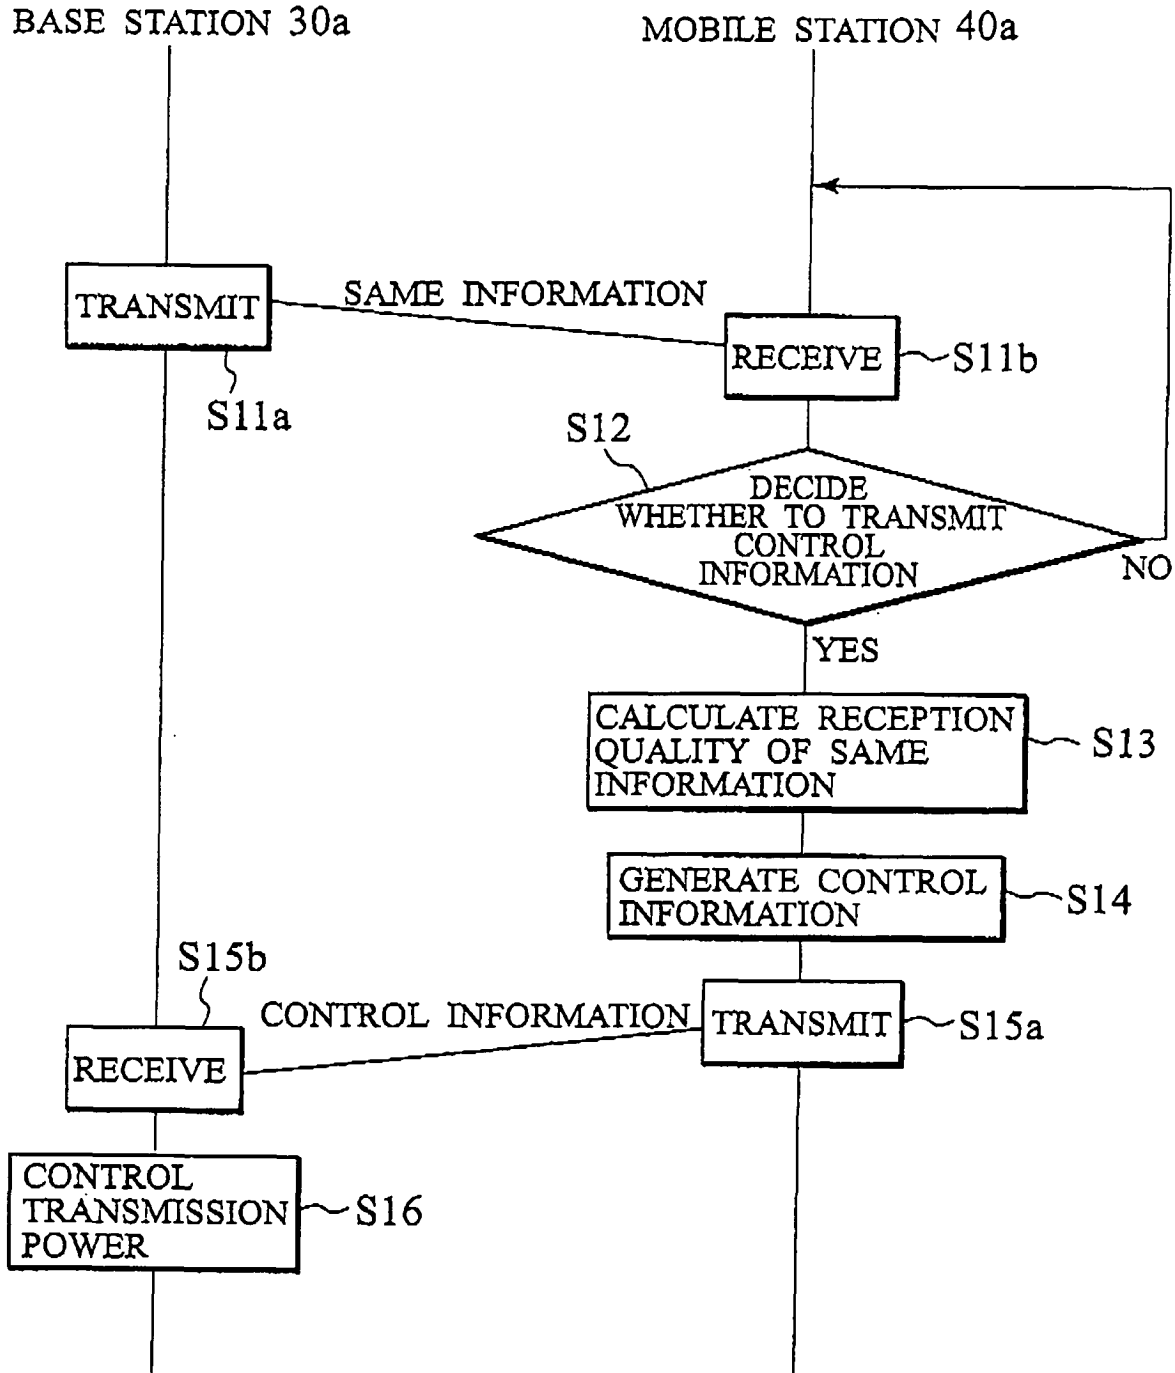 BASE STATION 30a
MOBILE STATION 40a
TRANSMIT
SAME INFORMATION
RECEIVE
S11b
S11a
S12
DECIDE
WHETHER TO TRANSMIT
CONTROL
INFORMATION
NO
YES
CALCULATE RECEPTION
QUALITY OF SAME
INFORMATION
S13
GENERATE CONTROL
INFORMATION
S14
S15b
CONTROL INFORMATION
TRANSMIT
S15a
RECEIVE
CONTROL
TRANSMISSION
POWER
S16